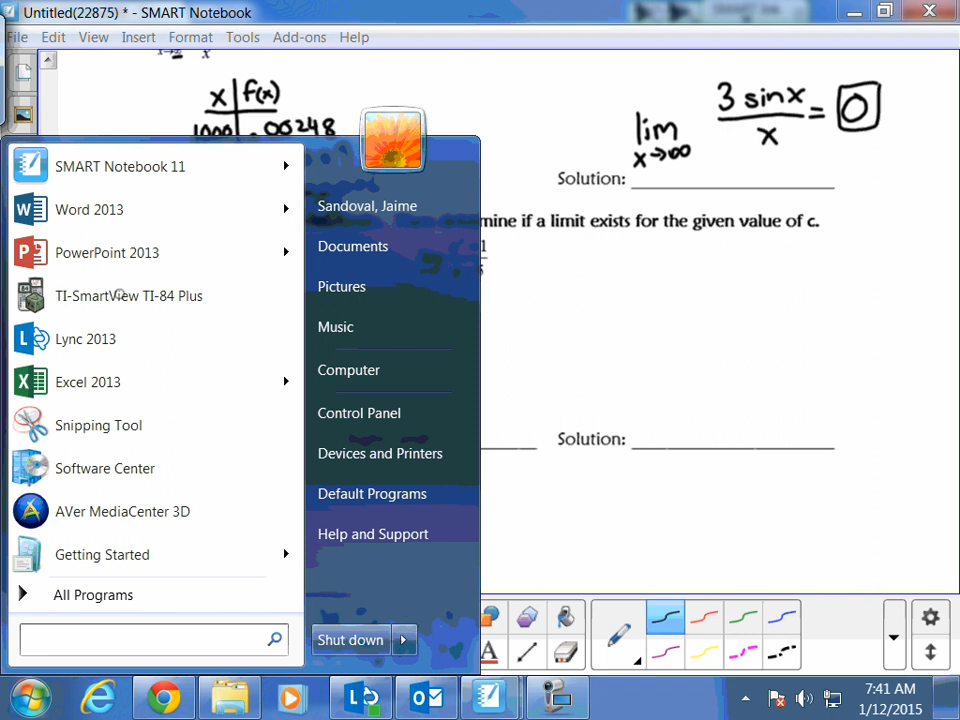 Untitled(22875) * - SMART Notebook
File Edit View Insert Format Tools Add-ons Help
x f(x)
1000 .00248
lim x→∞ 3 sinx / x = 0
Solution:
mine if a limit exists for the given value of c.
Solution:
SMART Notebook 11
Word 2013
PowerPoint 2013
TI-SmartView TI-84 Plus
Lync 2013
Excel 2013
Snipping Tool
Software Center
AVer MediaCenter 3D
Getting Started
All Programs
Sandoval, Jaime
Documents
Pictures
Music
Computer
Control Panel
Devices and Printers
Default Programs
Help and Support
Shut down
7:41 AM
1/12/2015